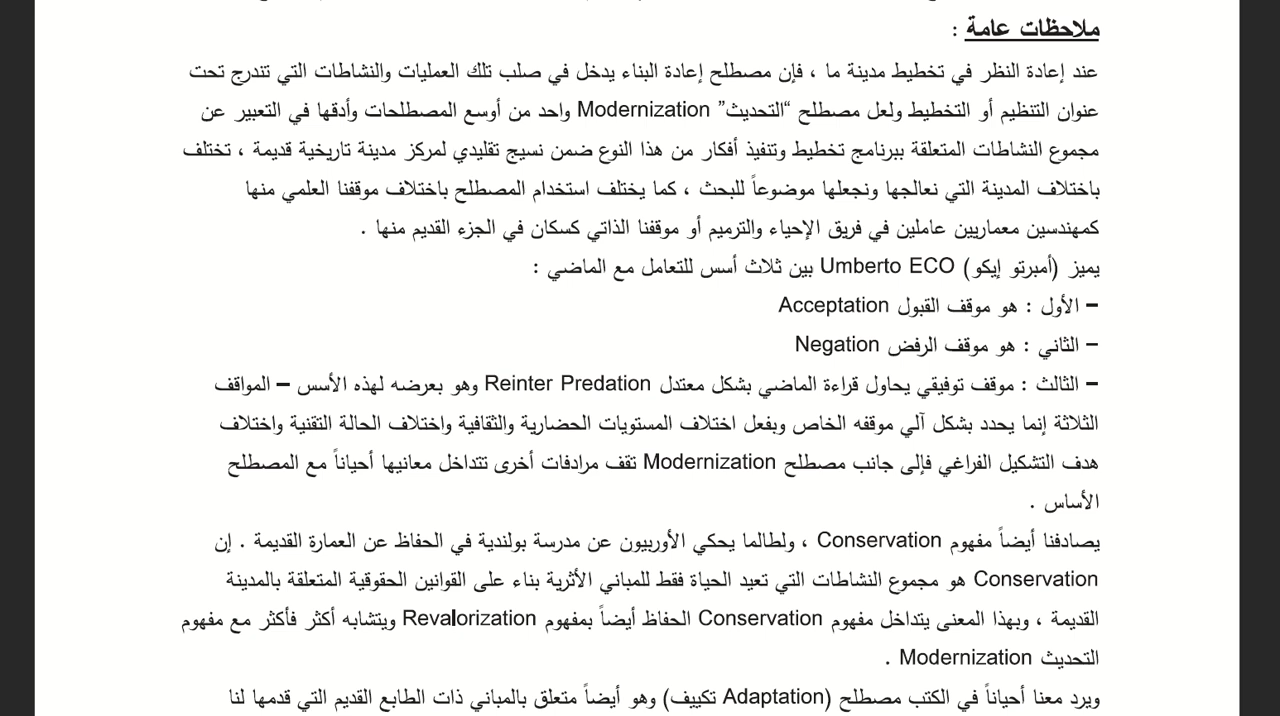 ملاحظات عامة :
عند إعادة النظر في تخطيط مدينة ما ، فإن مصطلح إعادة البناء يدخل في صلب تلك العمليات والنشاطات التي تندرج تحت
عنوان التنظيم أو التخطيط ولعل مصطلح “التحديث” Modernization واحد من أوسع المصطلحات وأدقها في التعبير عن
مجموع النشاطات المتعلقة ببرنامج تخطيط وتنفيذ أفكار من هذا النوع ضمن نسيج تقليدي لمركز مدينة تاريخية قديمة ، تختلف
باختلاف المدينة التي نعالجها ونجعلها موضوعاً للبحث ، كما يختلف استخدام المصطلح باختلاف موقفنا العلمي منها
كمهندسين معماريين عاملين في فريق الإحياء والترميم أو موقفنا الذاتي كسكان في الجزء القديم منها .
يميز (أمبرتو إيكو) Umberto ECO بين ثلاث أسس للتعامل مع الماضي :
– الأول : هو موقف القبول Acceptation
– الثاني : هو موقف الرفض Negation
– الثالث : موقف توفيقي يحاول قراءة الماضي بشكل معتدل Reinter Predation وهو بعرضه لهذه الأسس – المواقف
الثلاثة إنما يحدد بشكل آلي موقفه الخاص وبفعل اختلاف المستويات الحضارية والثقافية واختلاف الحالة التقنية واختلاف
هدف التشكيل الفراغي فإلى جانب مصطلح Modernization تقف مرادفات أخرى تتداخل معانيها أحياناً مع المصطلح
الأساس .
يصادفنا أيضاً مفهوم Conservation ، ولطالما يحكي الأوربيون عن مدرسة بولندية في الحفاظ عن العمارة القديمة . إن
Conservation هو مجموع النشاطات التي تعيد الحياة فقط للمباني الأثرية بناء على القوانين الحقوقية المتعلقة بالمدينة
القديمة ، وبهذا المعنى يتداخل مفهوم Conservation الحفاظ أيضاً بمفهوم Revalorization ويتشابه أكثر فأكثر مع مفهوم
التحديث Modernization .
ويرد معنا أحياناً في الكتب مصطلح (Adaptation تكييف) وهو أيضاً متعلق بالمباني ذات الطابع القديم التي قدمها لنا